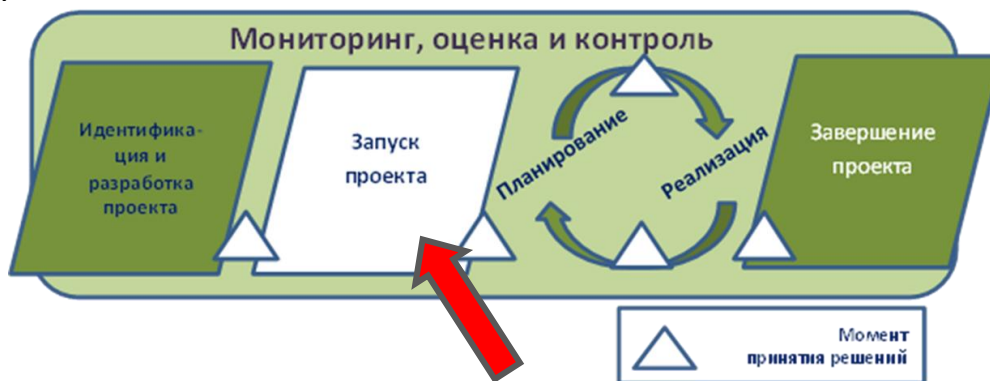 Мониторинг, оценка и контроль
Идентифика-
ция и
разработка
проекта
Запуск
проекта
Планирование
Реализация
Завершение
проекта
Момент
принятия решений